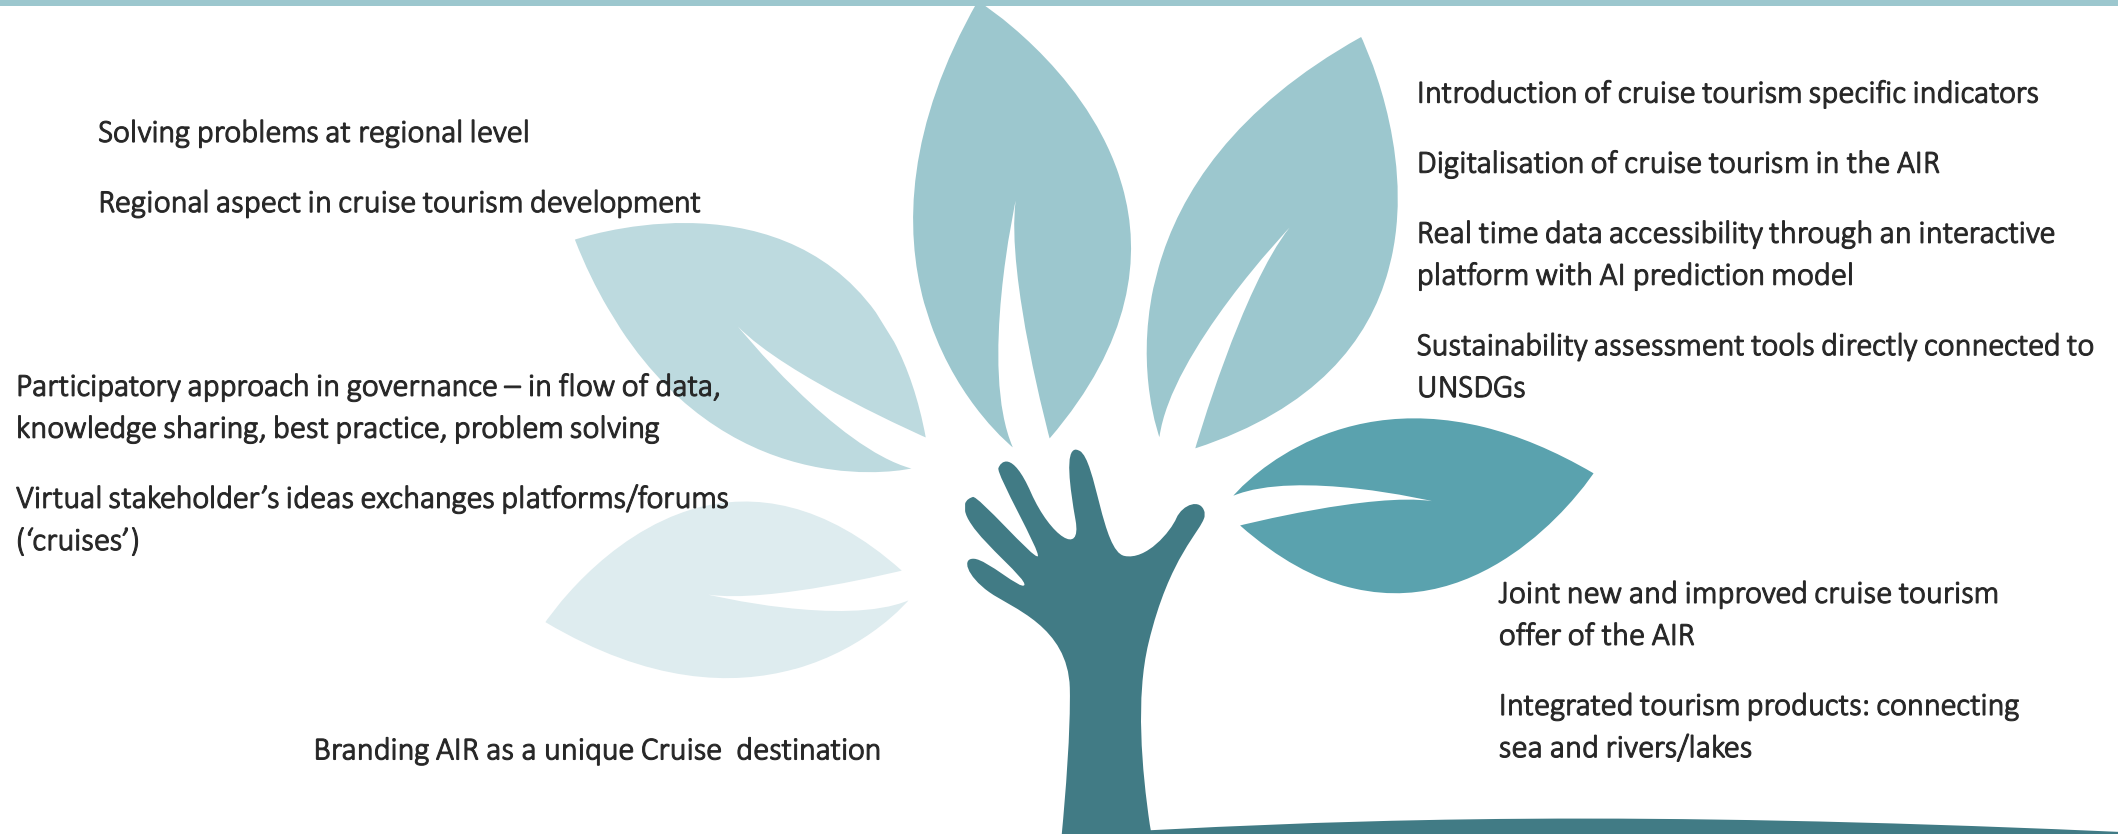 Solving problems at regional level
Regional aspect in cruise tourism development
Participatory approach in governance – in flow of data,
knowledge sharing, best practice, problem solving
Virtual stakeholder’s ideas exchanges platforms/forums
(‘cruises’)
Branding AIR as a unique Cruise  destination
Introduction of cruise tourism specific indicators
Digitalisation of cruise tourism in the AIR
Real time data accessibility through an interactive
platform with AI prediction model
Sustainability assessment tools directly connected to
UNSDGs
Joint new and improved cruise tourism
offer of the AIR
Integrated tourism products: connecting
sea and rivers/lakes